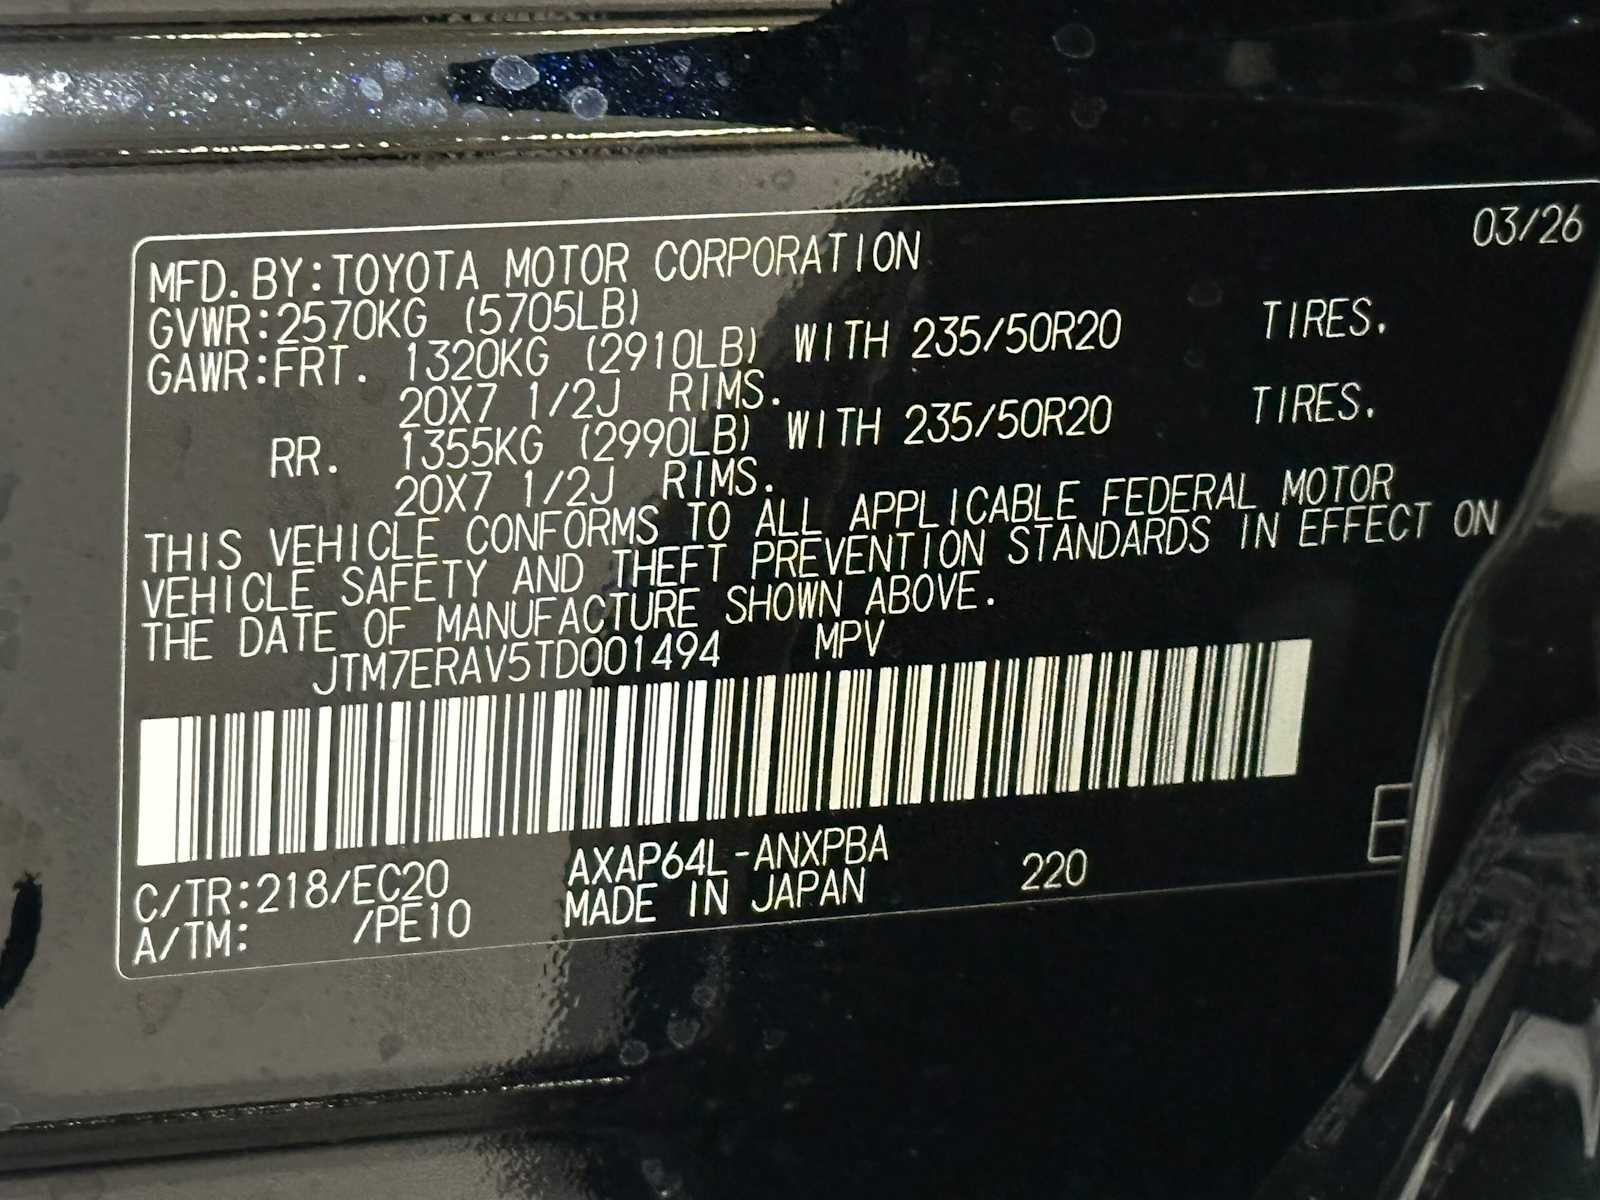 03/26
MFD.BY:TOYOTA MOTOR CORPORATION
GVWR:2570KG (5705LB)
GAWR:FRT. 1320KG (2910LB) WITH 235/50R20 TIRES.
20X7 1/2J RIMS.
RR. 1355KG (2990LB) WITH 235/50R20 TIRES.
20X7 1/2J RIMS.
THIS VEHICLE CONFORMS TO ALL APPLICABLE FEDERAL MOTOR
VEHICLE SAFETY AND THEFT PREVENTION STANDARDS IN EFFECT ON
THE DATE OF MANUFACTURE SHOWN ABOVE.
JTM7ERAV5TD001494 MPV
C/TR:218/EC20 AXAP64L-ANXPBA 220
A/TM: /PE10 MADE IN JAPAN